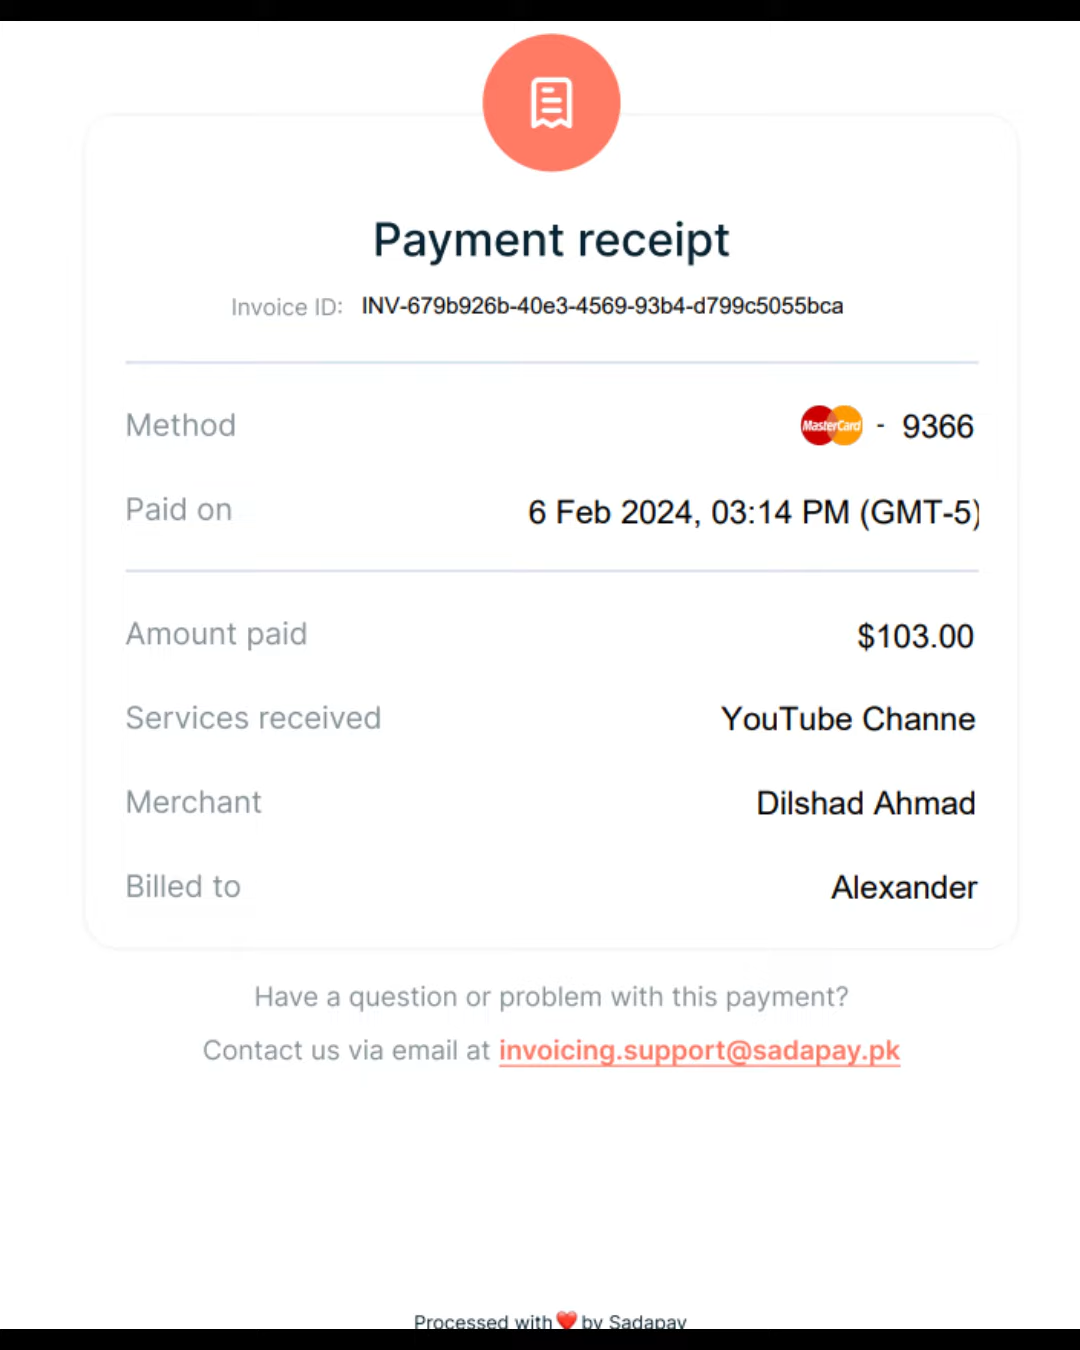 Payment receipt
Invoice ID: INV-679b926b-40e3-4569-93b4-d799c5055bca
Method MasterCard - 9366
Paid on 6 Feb 2024, 03:14 PM (GMT-5)
Amount paid $103.00
Services received YouTube Channe
Merchant Dilshad Ahmad
Billed to Alexander
Have a question or problem with this payment?
Contact us via email at invoicing.support@sadapay.pk
Processed with ❤️ by Sadapay